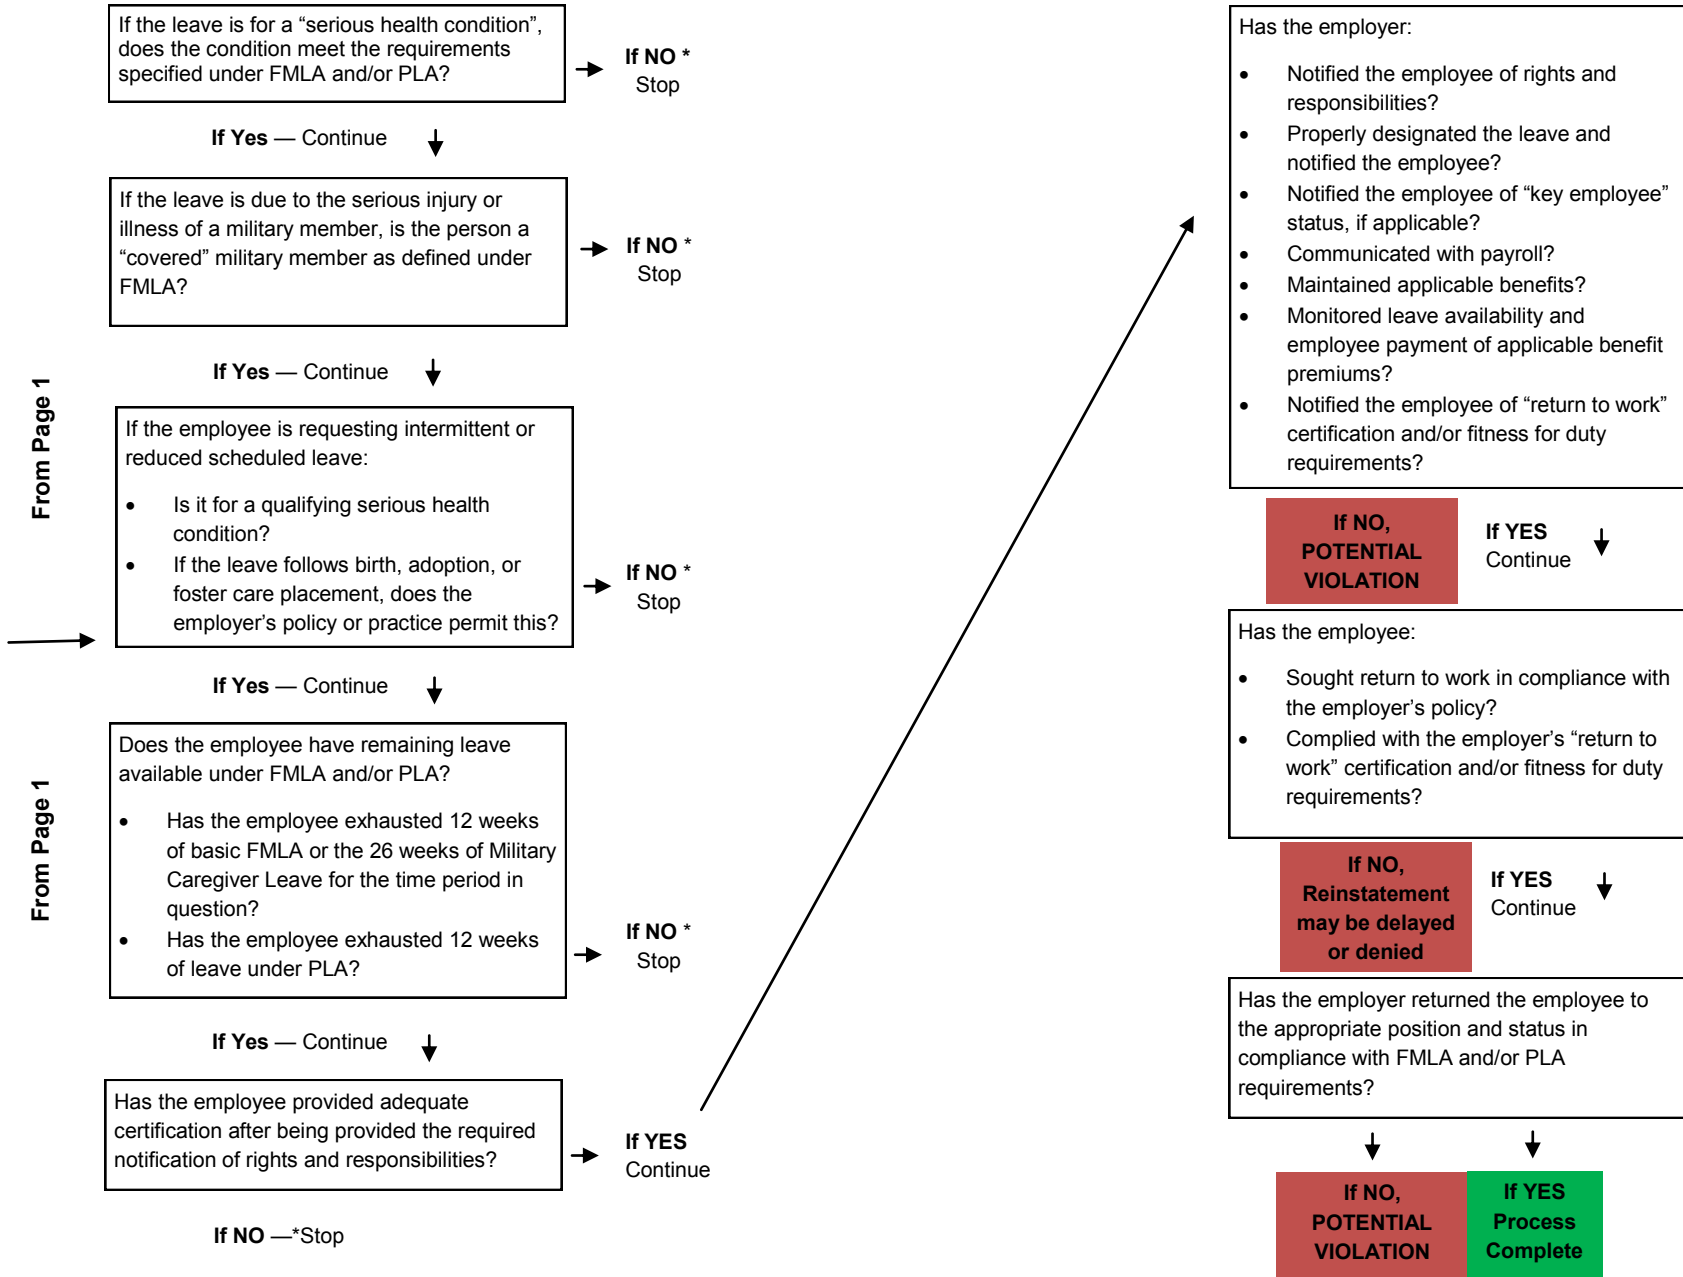 If the leave is for a “serious health condition”,
does the condition meet the requirements
specified under FMLA and/or PLA?
If NO *
Stop
If Yes — Continue
If the leave is due to the serious injury or
illness of a military member, is the person a
“covered” military member as defined under
FMLA?
If NO *
Stop
If Yes — Continue
From Page 1
If the employee is requesting intermittent or
reduced scheduled leave:
• Is it for a qualifying serious health
condition?
• If the leave follows birth, adoption, or
foster care placement, does the
employer’s policy or practice permit this?
If NO *
Stop
If Yes — Continue
From Page 1
Does the employee have remaining leave
available under FMLA and/or PLA?
• Has the employee exhausted 12 weeks
of basic FMLA or the 26 weeks of Military
Caregiver Leave for the time period in
question?
• Has the employee exhausted 12 weeks
of leave under PLA?
If NO *
Stop
If Yes — Continue
Has the employee provided adequate
certification after being provided the required
notification of rights and responsibilities?
If YES
Continue
If NO —*Stop
Has the employer:
• Notified the employee of rights and
responsibilities?
• Properly designated the leave and
notified the employee?
• Notified the employee of “key employee”
status, if applicable?
• Communicated with payroll?
• Maintained applicable benefits?
• Monitored leave availability and
employee payment of applicable benefit
premiums?
• Notified the employee of “return to work”
certification and/or fitness for duty
requirements?
If NO,
POTENTIAL
VIOLATION
If YES
Continue
Has the employee:
• Sought return to work in compliance with
the employer’s policy?
• Complied with the employer’s “return to
work” certification and/or fitness for duty
requirements?
If NO,
Reinstatement
may be delayed
or denied
If YES
Continue
Has the employer returned the employee to
the appropriate position and status in
compliance with FMLA and/or PLA
requirements?
If NO,
POTENTIAL
VIOLATION
If YES
Process
Complete